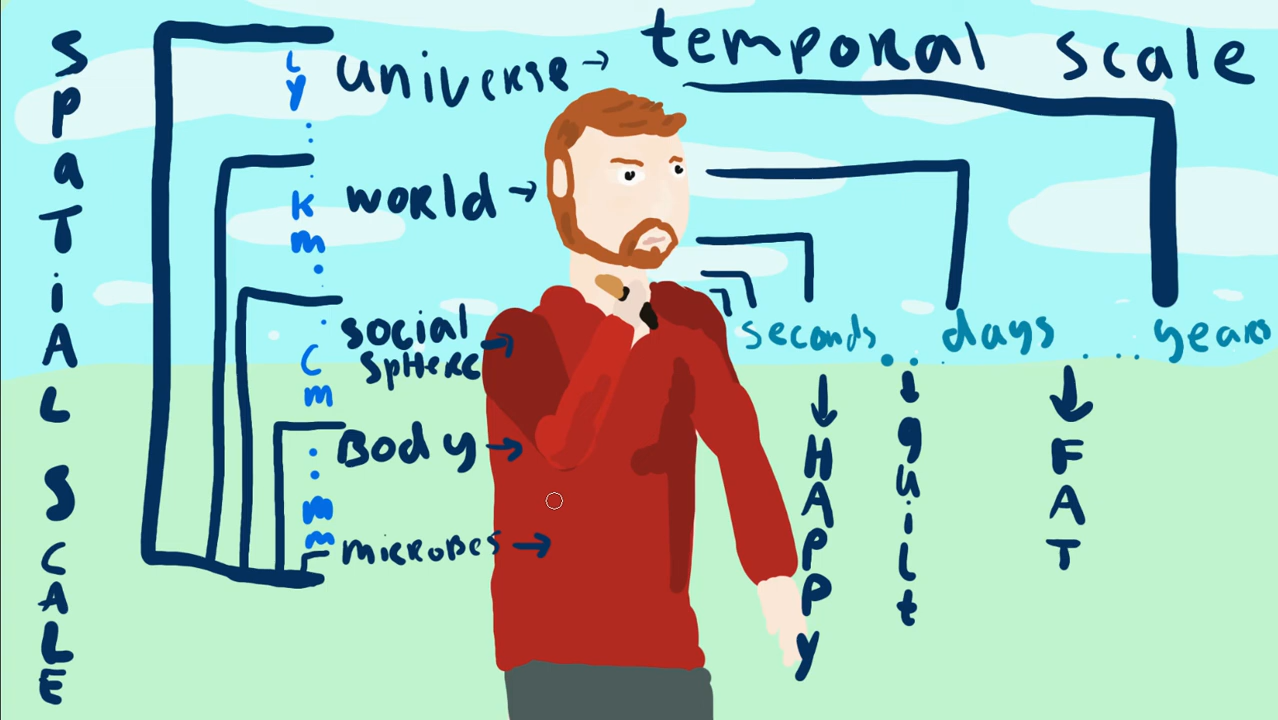 SPATIAL SCALE
temporal scale
ly
universe →
km
world →
cm
social
sphere →
Body →
mm
microbes →
seconds ... days ... years
HAPPY
guilt
FAT